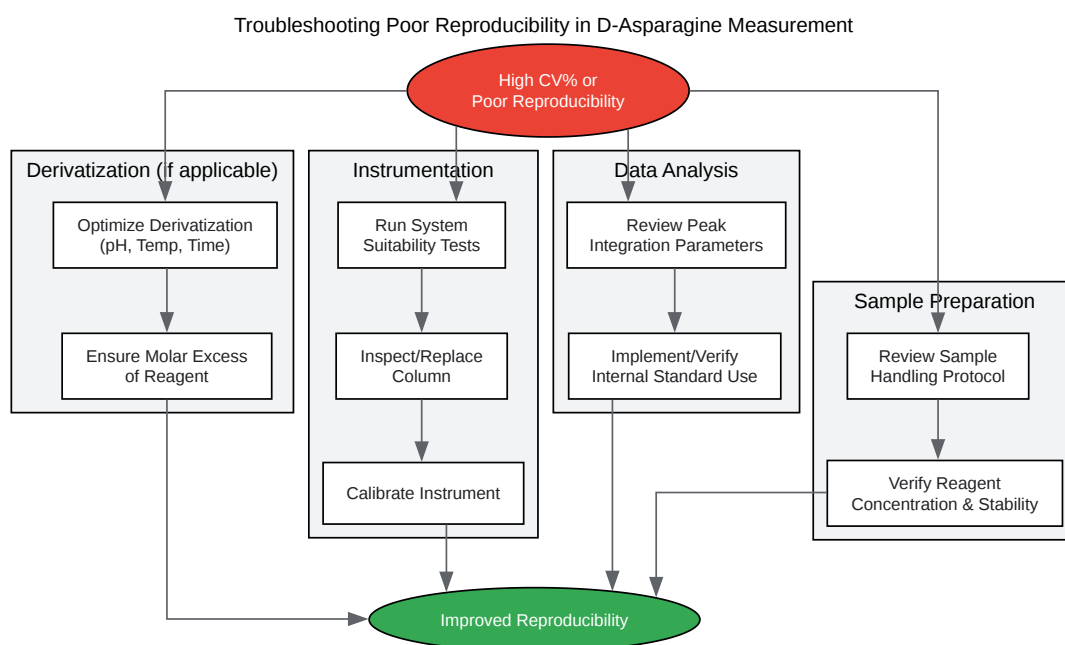 Troubleshooting Poor Reproducibility in D-Asparagine Measurement
High CV% or
Poor Reproducibility
Derivatization (if applicable)
Optimize Derivatization
(pH, Temp, Time)
Ensure Molar Excess
of Reagent
Instrumentation
Run System
Suitability Tests
Inspect/Replace
Column
Calibrate Instrument
Data Analysis
Review Peak
Integration Parameters
Implement/Verify
Internal Standard Use
Sample Preparation
Review Sample
Handling Protocol
Verify Reagent
Concentration & Stability
Improved Reproducibility